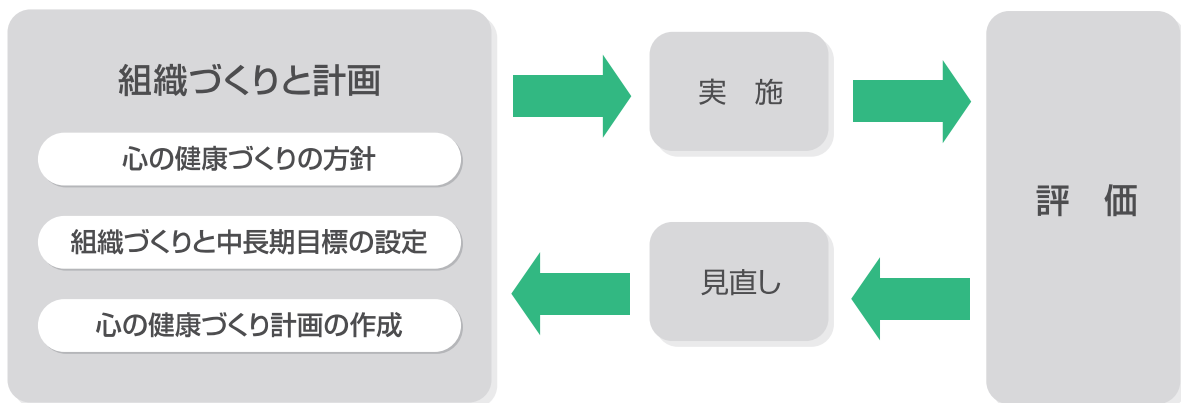 組織づくりと計画
心の健康づくりの方針
組織づくりと中長期目標の設定
心の健康づくり計画の作成
実　施
評　価
見直し